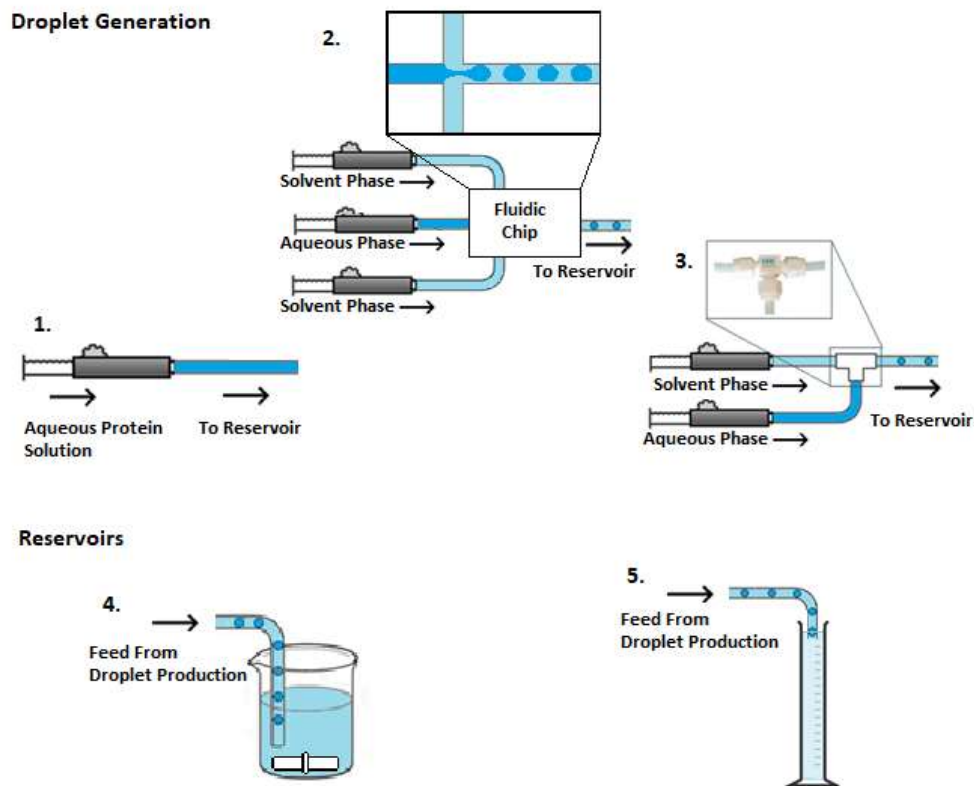 Droplet Generation
2.
Solvent Phase
Aqueous Phase
Solvent Phase
Fluidic
Chip
To Reservoir
3.
Solvent Phase
Aqueous Phase
To Reservoir
1.
Aqueous Protein
Solution
To Reservoir
Reservoirs
4.
Feed From
Droplet Production
5.
Feed From
Droplet Production